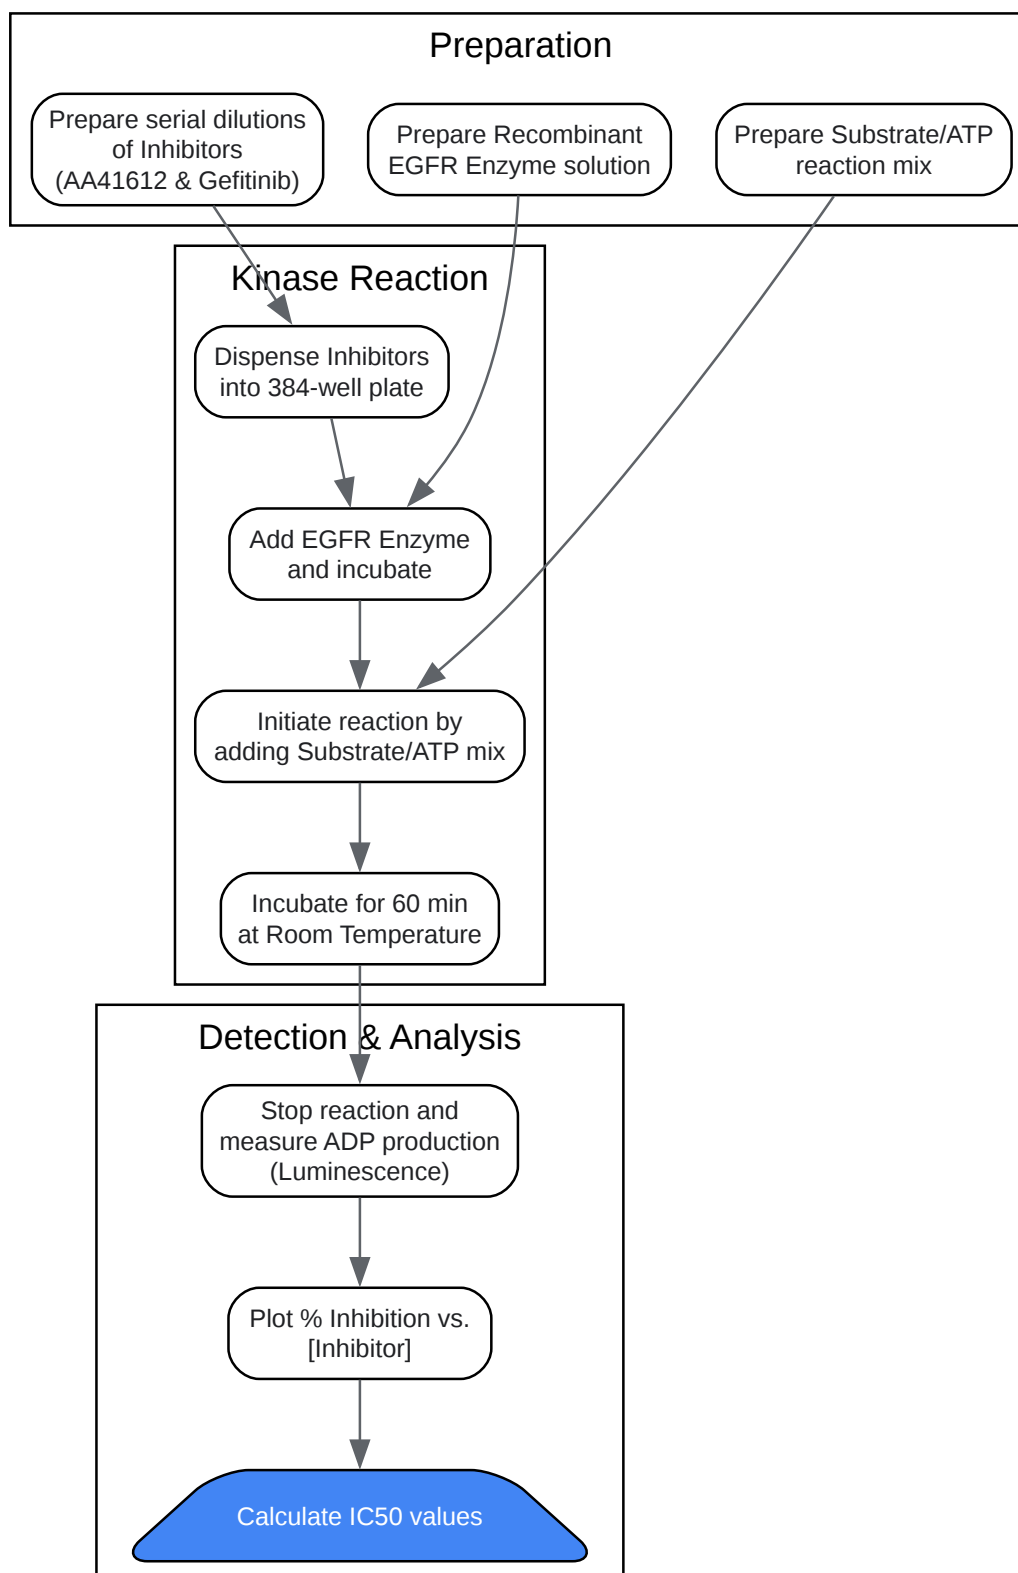 Preparation
Prepare serial dilutions
of Inhibitors
(AA41612 & Gefitinib)
Prepare Recombinant
EGFR Enzyme solution
Prepare Substrate/ATP
reaction mix
Kinase Reaction
Dispense Inhibitors
into 384-well plate
Add EGFR Enzyme
and incubate
Initiate reaction by
adding Substrate/ATP mix
Incubate for 60 min
at Room Temperature
Detection & Analysis
Stop reaction and
measure ADP production
(Luminescence)
Plot % Inhibition vs.
[Inhibitor]
Calculate IC50 values